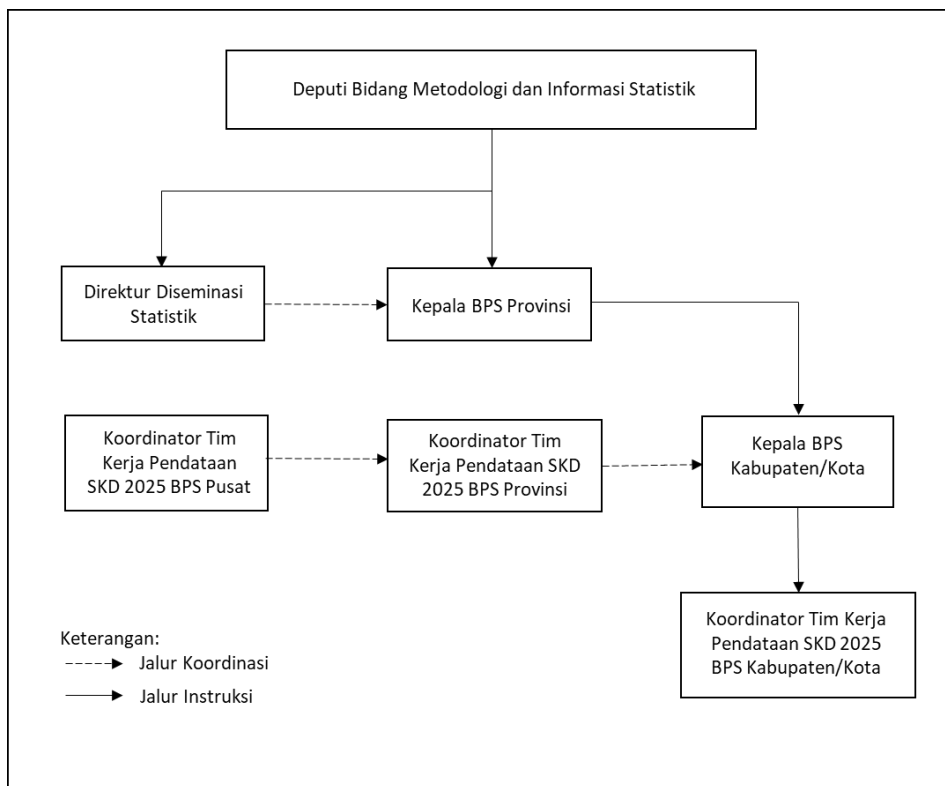 Deputi Bidang Metodologi dan Informasi Statistik
Direktur Diseminasi
Statistik
Kepala BPS Provinsi
Koordinator Tim
Kerja Pendataan
SKD 2025 BPS Pusat
Koordinator Tim
Kerja Pendataan SKD
2025 BPS Provinsi
Kepala BPS
Kabupaten/Kota
Koordinator Tim Kerja
Pendataan SKD 2025
BPS Kabupaten/Kota
Keterangan:
Jalur Koordinasi
Jalur Instruksi